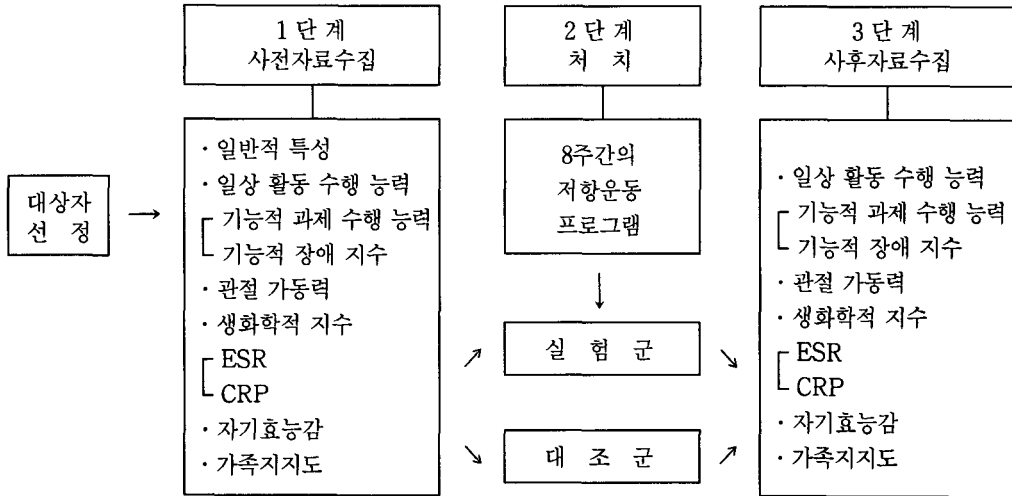 대상자
선 정
1 단 계
사전자료수집
· 일반적 특성
· 일상 활동 수행 능력
기능적 과제 수행 능력
기능적 장애 지수
· 관절 가동력
· 생화학적 지수
ESR
CRP
· 자기효능감
· 가족지지도
2 단 계
처 치
8주간의
저항운동
프로그램
실 험 군
대 조 군
3 단 계
사후자료수집
· 일상 활동 수행 능력
기능적 과제 수행 능력
기능적 장애 지수
· 관절 가동력
· 생화학적 지수
ESR
CRP
· 자기효능감
· 가족지지도